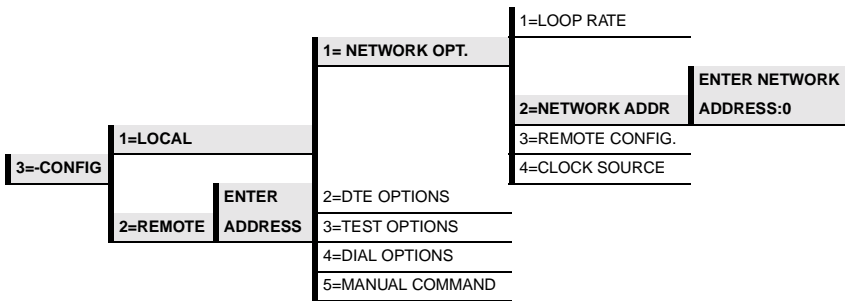 1=LOOP RATE
1= NETWORK OPT.
ENTER NETWORK
2=NETWORK ADDR
ADDRESS:0
1=LOCAL
3=REMOTE CONFIG.
3=-CONFIG
4=CLOCK SOURCE
ENTER
2=DTE OPTIONS
2=REMOTE
ADDRESS
3=TEST OPTIONS
4=DIAL OPTIONS
5=MANUAL COMMAND